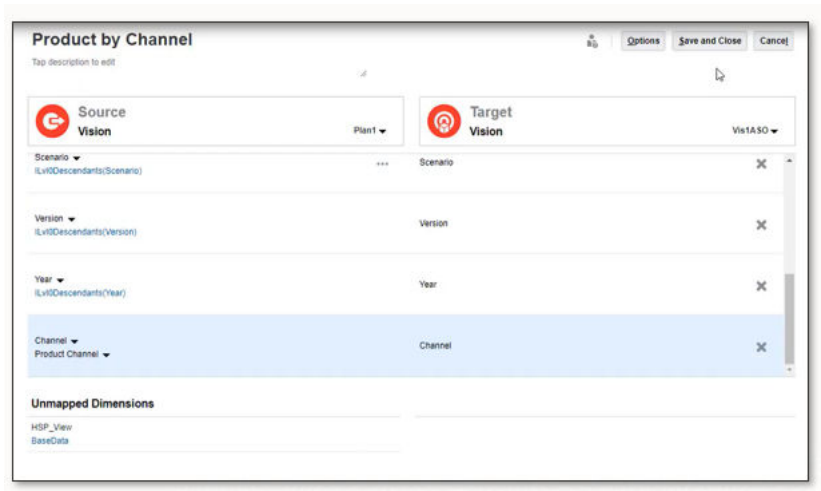 Product by Channel
Options
Save and Close
Cancel
Tap description to edit
Source
Vision
Plan1
Target
Vision
Vis1ASO
Scenario
ILvl0Descendants(Scenario)
...
Scenario
Version
ILvl0Descendants(Version)
Version
Year
ILvl0Descendants(Year)
Year
Channel
Product Channel
Channel
Unmapped Dimensions
HSP_View
BaseData